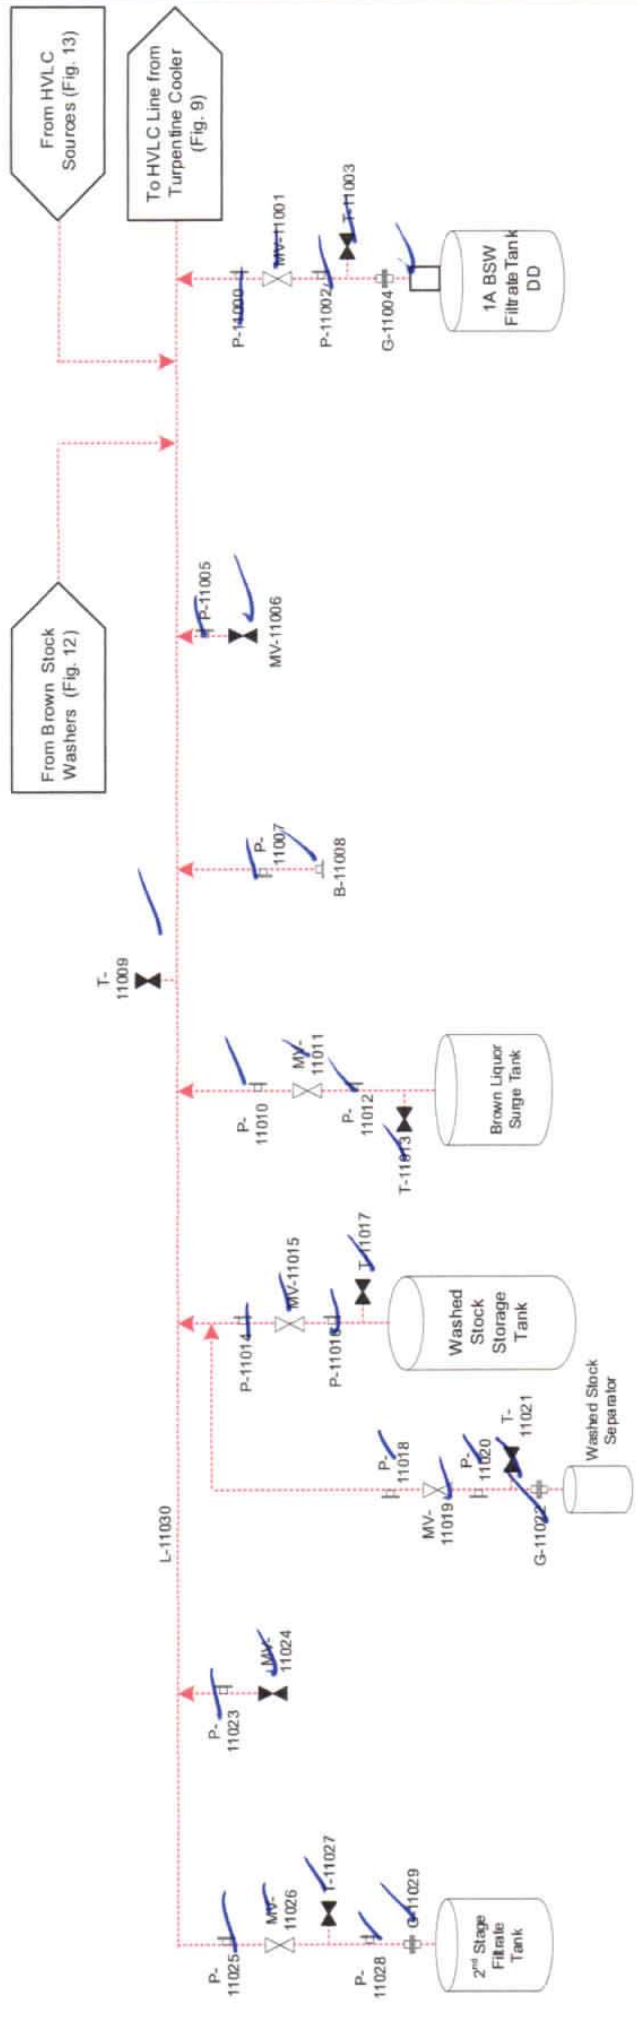 From HVLC
Sources (Fig. 13)
To HVLC Line from
Turpentine Cooler
(Fig. 9)
From Brown Stock
Washers (Fig. 12)
P-11000
MV-11001
P-11002
T-11003
G-11004
1A BSW
Filtrate Tank
DD
P-11005
MV-11006
P-
11007
B-11008
T-
11009
P-
11010
MV-
11011
P-
11012
T-11013
Brown Liquor
Surge Tank
P-11014
MV-11015
P-11016
T-11017
Washed
Stock
Storage
Tank
P-
11018
MV-
11019
P-
11020
T-
11021
G-11022
Washed Stock
Separator
L-11030
P-
11023
MV-
11024
P-
11025
MV-
11026
T-11027
P-
11028
G-11029
2nd Stage
Filtrate
Tank